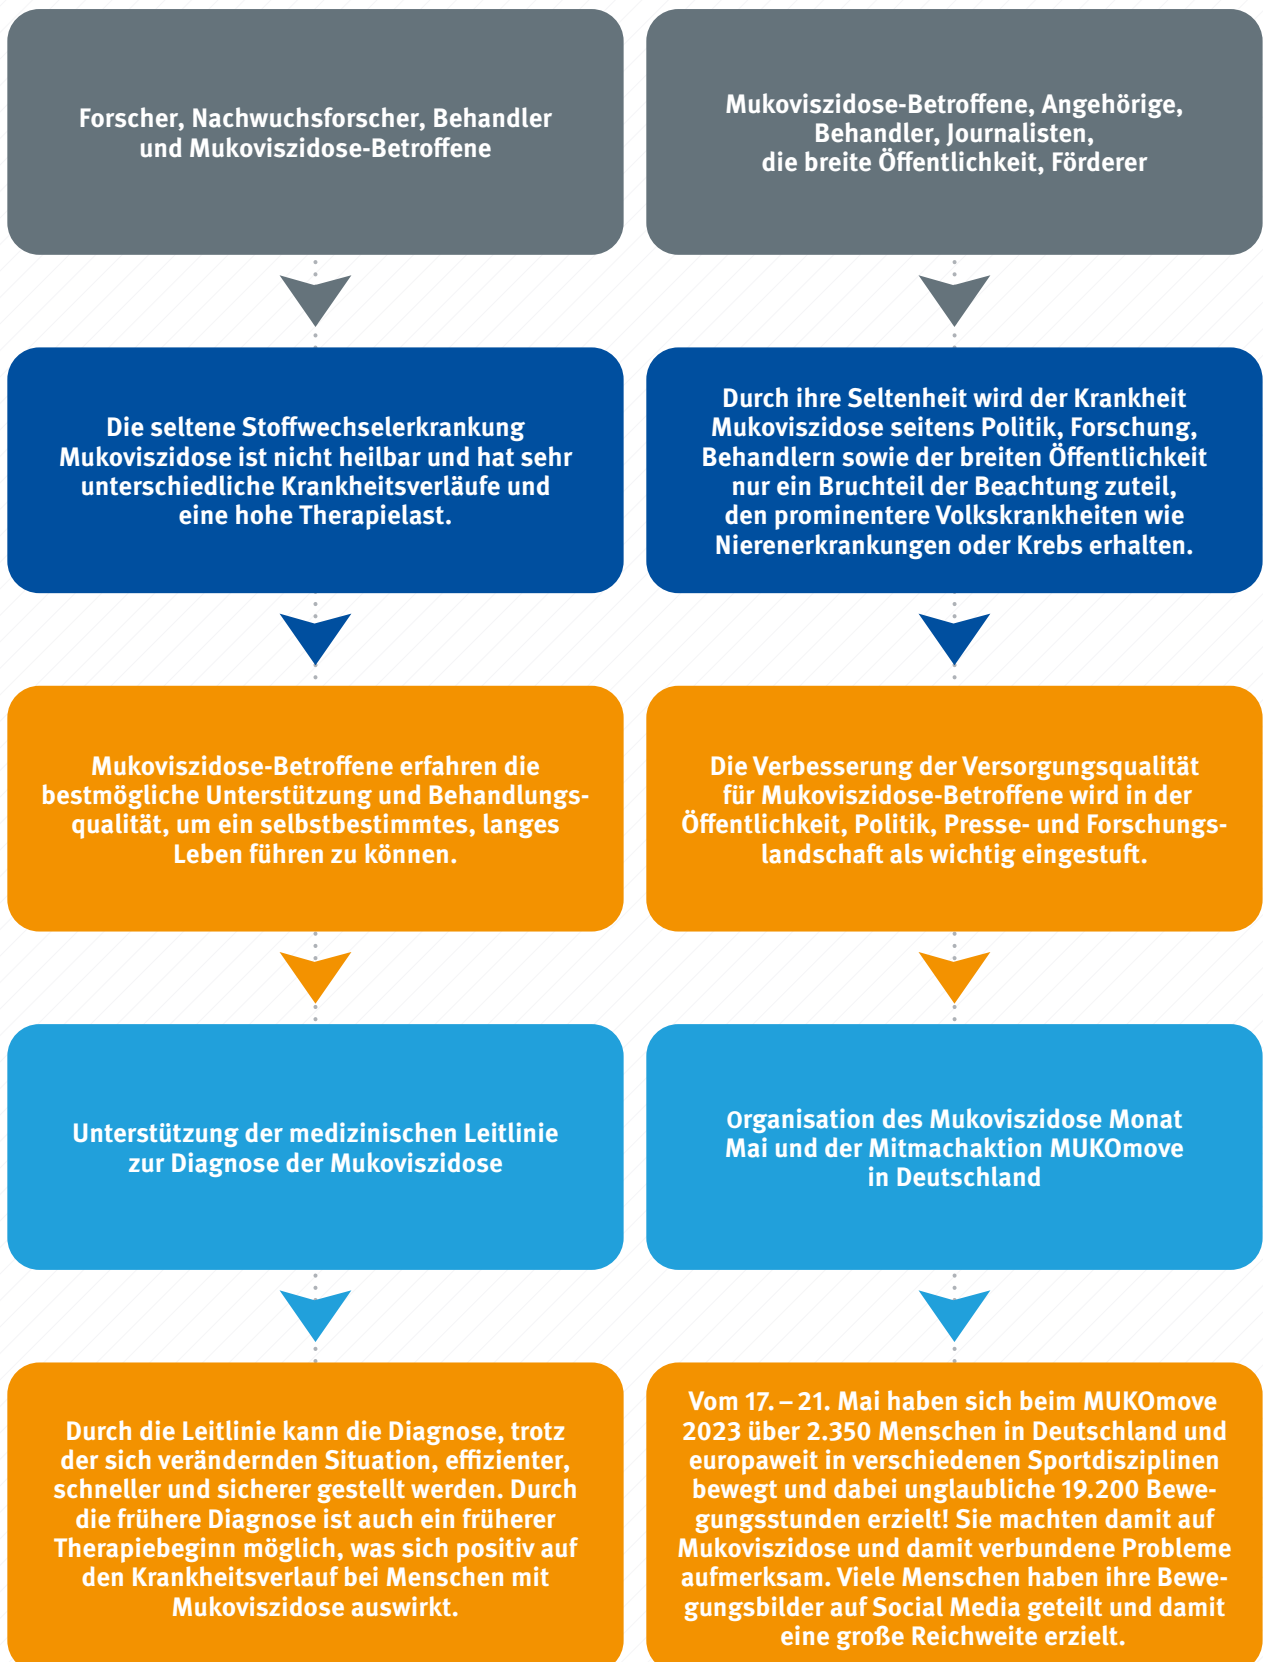 Forscher, Nachwuchsforscher, Behandler
und Mukoviszidose-Betroffene
Die seltene Stoffwechselerkrankung
Mukoviszidose ist nicht heilbar und hat sehr
unterschiedliche Krankheitsverläufe und
eine hohe Therapielast.
Mukoviszidose-Betroffene erfahren die
bestmögliche Unterstützung und Behandlungs-
qualität, um ein selbstbestimmtes, langes
Leben führen zu können.
Unterstützung der medizinischen Leitlinie
zur Diagnose der Mukoviszidose
Durch die Leitlinie kann die Diagnose, trotz
der sich verändernden Situation, effizienter,
schneller und sicherer gestellt werden. Durch
die frühere Diagnose ist auch ein früherer
Therapiebeginn möglich, was sich positiv auf
den Krankheitsverlauf bei Menschen mit
Mukoviszidose auswirkt.
Mukoviszidose-Betroffene, Angehörige,
Behandler, Journalisten,
die breite Öffentlichkeit, Förderer
Durch ihre Seltenheit wird der Krankheit
Mukoviszidose seitens Politik, Forschung,
Behandlern sowie der breiten Öffentlichkeit
nur ein Bruchteil der Beachtung zuteil,
den prominentere Volkskrankheiten wie
Nierenerkrankungen oder Krebs erhalten.
Die Verbesserung der Versorgungsqualität
für Mukoviszidose-Betroffene wird in der
Öffentlichkeit, Politik, Presse- und Forschungs-
landschaft als wichtig eingestuft.
Organisation des Mukoviszidose Monat
Mai und der Mitmachaktion MUKOmove
in Deutschland
Vom 17. – 21. Mai haben sich beim MUKOmove
2023 über 2.350 Menschen in Deutschland und
europaweit in verschiedenen Sportdisziplinen
bewegt und dabei unglaubliche 19.200 Bewe-
gungsstunden erzielt! Sie machten damit auf
Mukoviszidose und damit verbundene Probleme
aufmerksam. Viele Menschen haben ihre Bewe-
gungsbilder auf Social Media geteilt und damit
eine große Reichweite erzielt.